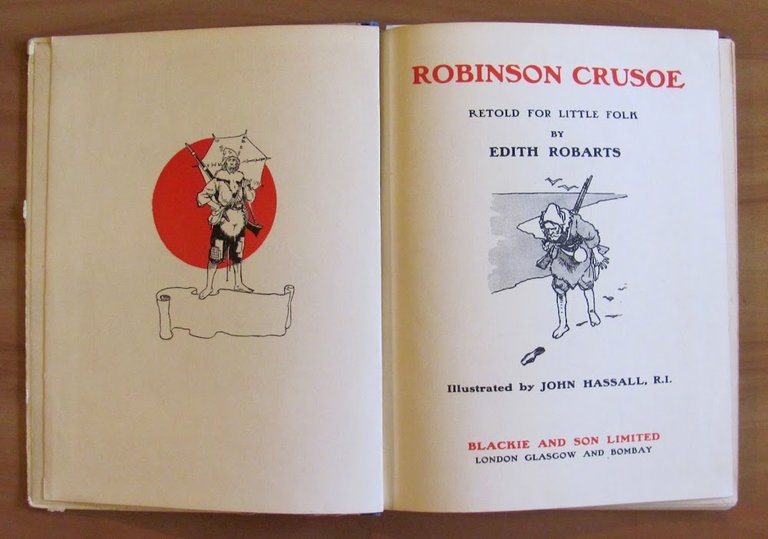 ROBINSON CRUSOE
RETOLD FOR LITTLE FOLK
BY
EDITH ROBARTS
Illustrated by JOHN HASSALL, R.I.
BLACKIE AND SON LIMITED
LONDON GLASGOW AND BOMBAY